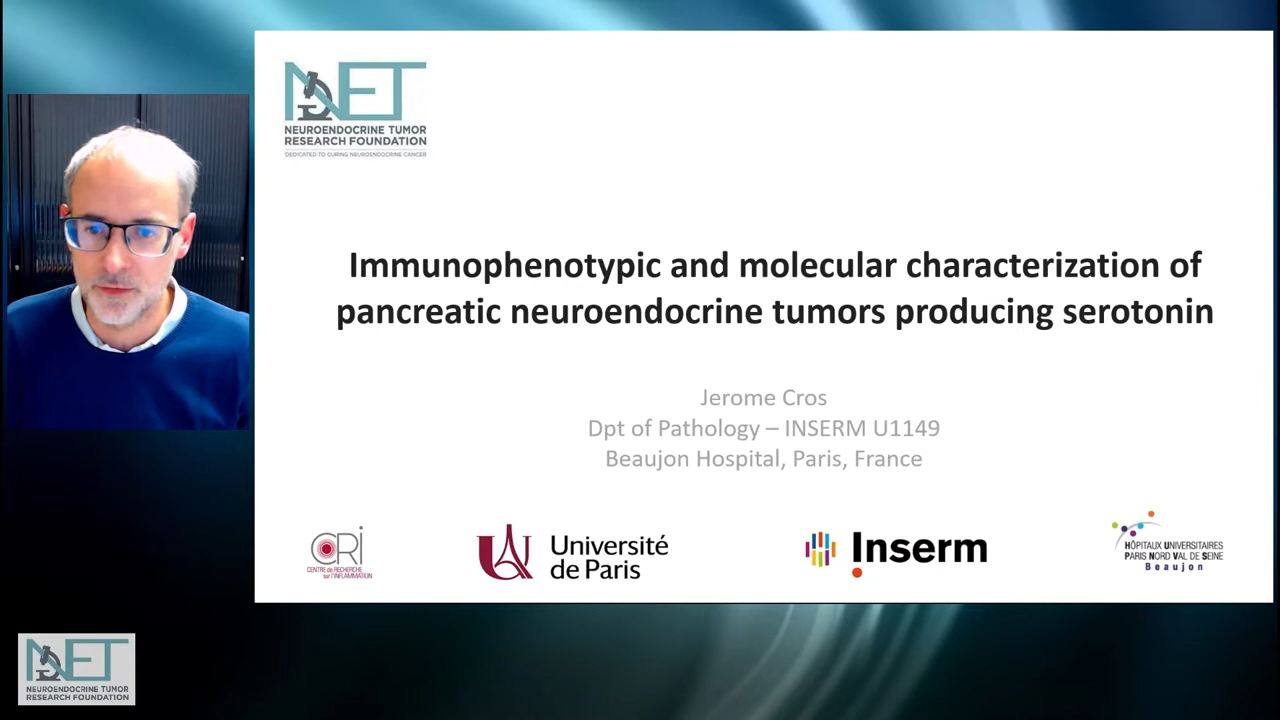 NET
NEUROENDOCRINE TUMOR
RESEARCH FOUNDATION
DEDICATED TO CURING NEUROENDOCRINE CANCER
Immunophenotypic and molecular characterization of
pancreatic neuroendocrine tumors producing serotonin
Jerome Cros
Dpt of Pathology – INSERM U1149
Beaujon Hospital, Paris, France
CRI
CENTRE de RECHERCHE
sur l'INFLAMMATION
Université
de Paris
Inserm
HÔPITAUX UNIVERSITAIRES
PARIS NORD VAL DE SEINE
Beaujon
NET
NEUROENDOCRINE TUMOR
RESEARCH FOUNDATION